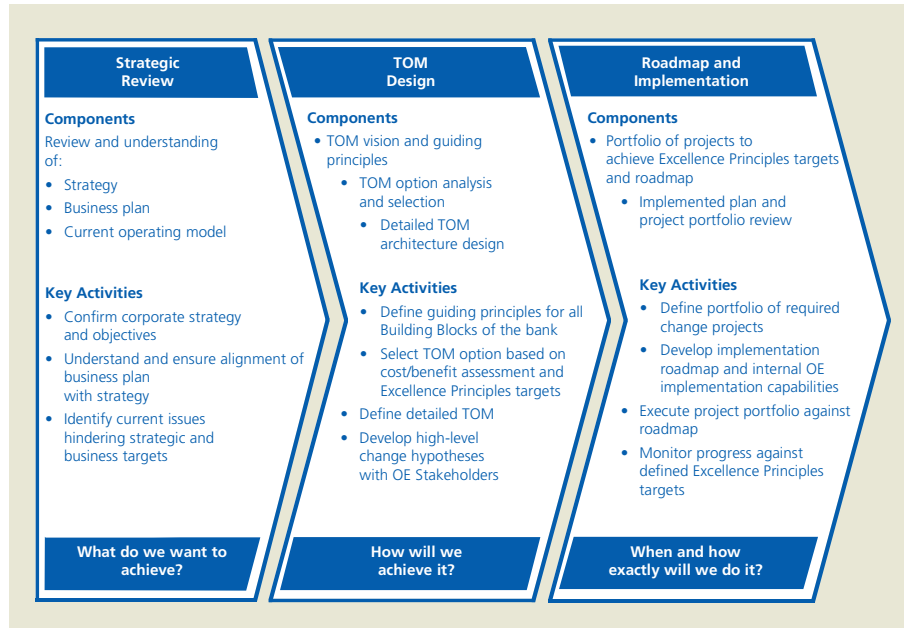 Strategic
Review
Components
Review and understanding
of:
• Strategy
• Business plan
• Current operating model
Key Activities
• Confirm corporate strategy
and objectives
• Understand and ensure alignment of
business plan
with strategy
• Identify current issues
hindering strategic and
business targets
What do we want to
achieve?
TOM
Design
Components
• TOM vision and guiding
principles
• TOM option analysis
and selection
• Detailed TOM
architecture design
Key Activities
• Define guiding principles for all
Building Blocks of the bank
• Select TOM option based on
cost/benefit assessment and
Excellence Principles targets
• Define detailed TOM
• Develop high-level
change hypotheses
with OE Stakeholders
How will we
achieve it?
Roadmap and
Implementation
Components
• Portfolio of projects to
achieve Excellence Principles targets
and roadmap
• Implemented plan and
project portfolio review
Key Activities
• Define portfolio of required
change projects
• Develop implementation
roadmap and internal OE
implementation capabilities
• Execute project portfolio against
roadmap
• Monitor progress against
defined Excellence Principles
targets
When and how
exactly will we do it?